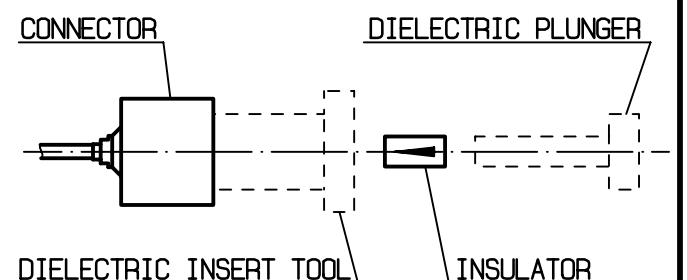 CONNECTOR
DIELECTRIC PLUNGER
DIELECTRIC INSERT TOOL
INSULATOR